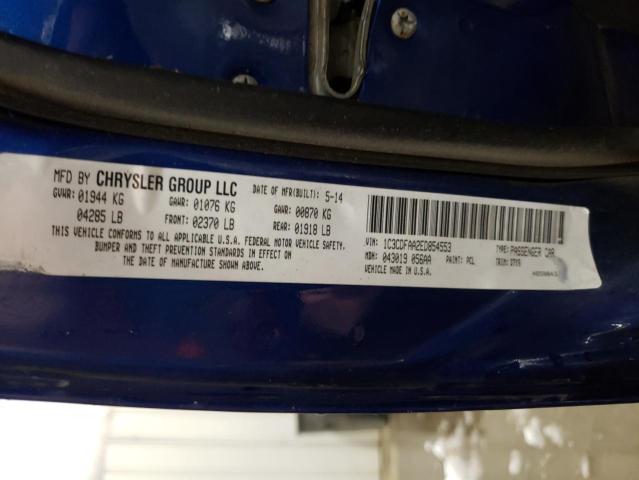 MFD BY CHRYSLER GROUP LLC DATE OF MFR(BUILT): 5-14
GVWR: 01944 KG GAWR: 01076 KG GAWR: 00870 KG
04285 LB FRONT: 02370 LB REAR: 01918 LB
THIS VEHICLE CONFORMS TO ALL APPLICABLE U.S.A. FEDERAL MOTOR VEHICLE SAFETY,
BUMPER AND THEFT PREVENTION STANDARDS IN EFFECT ON
THE DATE OF MANUFACTURE SHOWN ABOVE.
VIN: 1C3CDFAA2ED854553 TYPE: PASSENGER CAR
MDH: 043019 056AA PAINT: PCL TRIM:
VEHICLE MADE IN U.S.A.